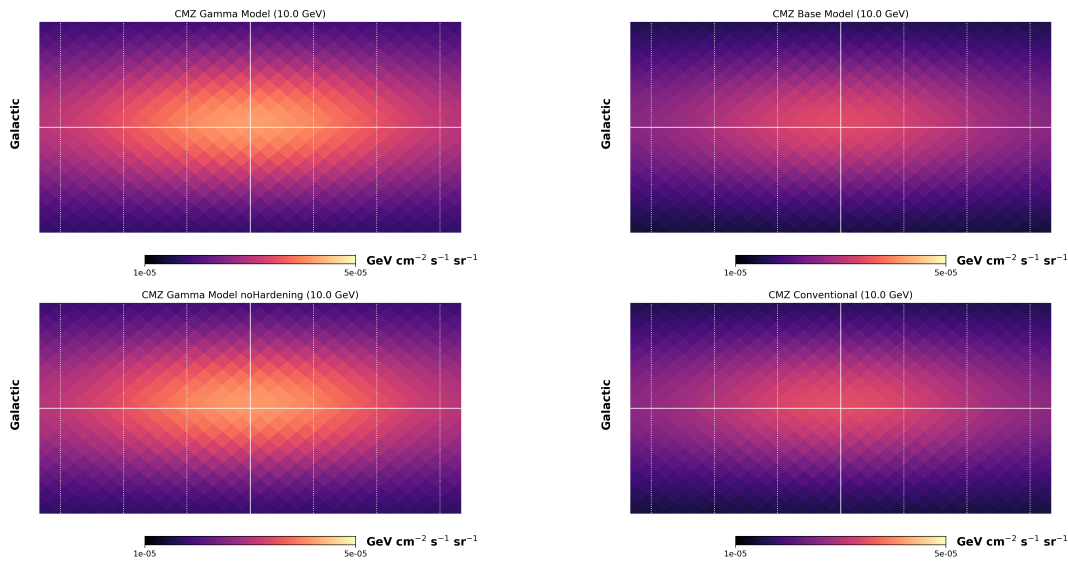 CMZ Gamma Model (10.0 GeV)
Galactic
1e-05
5e-05
GeV cm⁻² s⁻¹ sr⁻¹
CMZ Base Model (10.0 GeV)
Galactic
1e-05
5e-05
GeV cm⁻² s⁻¹ sr⁻¹
CMZ Gamma Model noHardening (10.0 GeV)
Galactic
1e-05
5e-05
GeV cm⁻² s⁻¹ sr⁻¹
CMZ Conventional (10.0 GeV)
Galactic
1e-05
5e-05
GeV cm⁻² s⁻¹ sr⁻¹